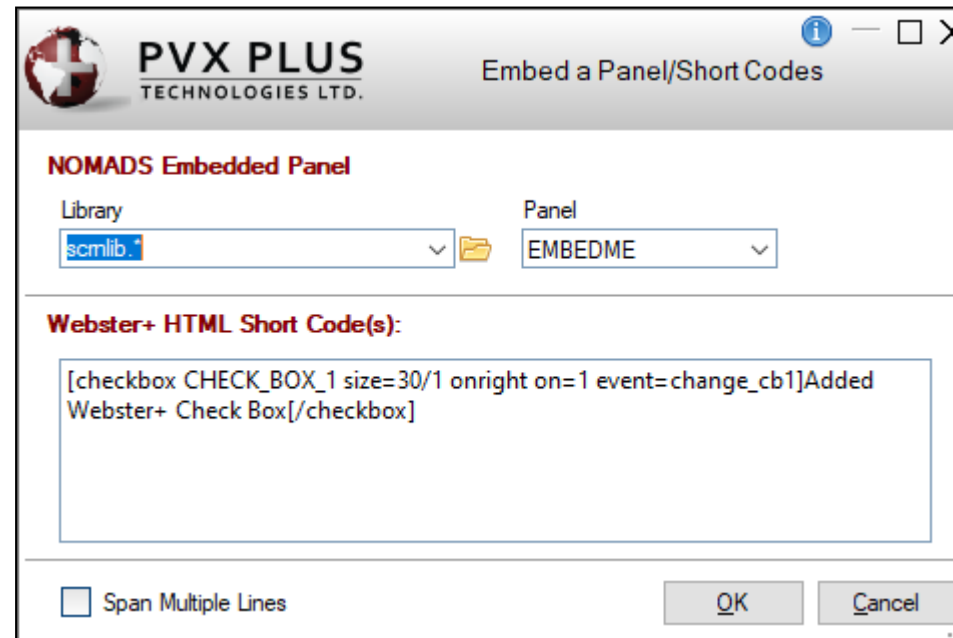 PVX PLUS
TECHNOLOGIES LTD.
Embed a Panel/Short Codes
NOMADS Embedded Panel
Library
Panel
scrnlib.*
EMBEDME
Webster+ HTML Short Code(s):
[checkbox CHECK_BOX_1 size=30/1 onright on=1 event=change_cb1]Added
Webster+ Check Box[/checkbox]
Span Multiple Lines
OK
Cancel